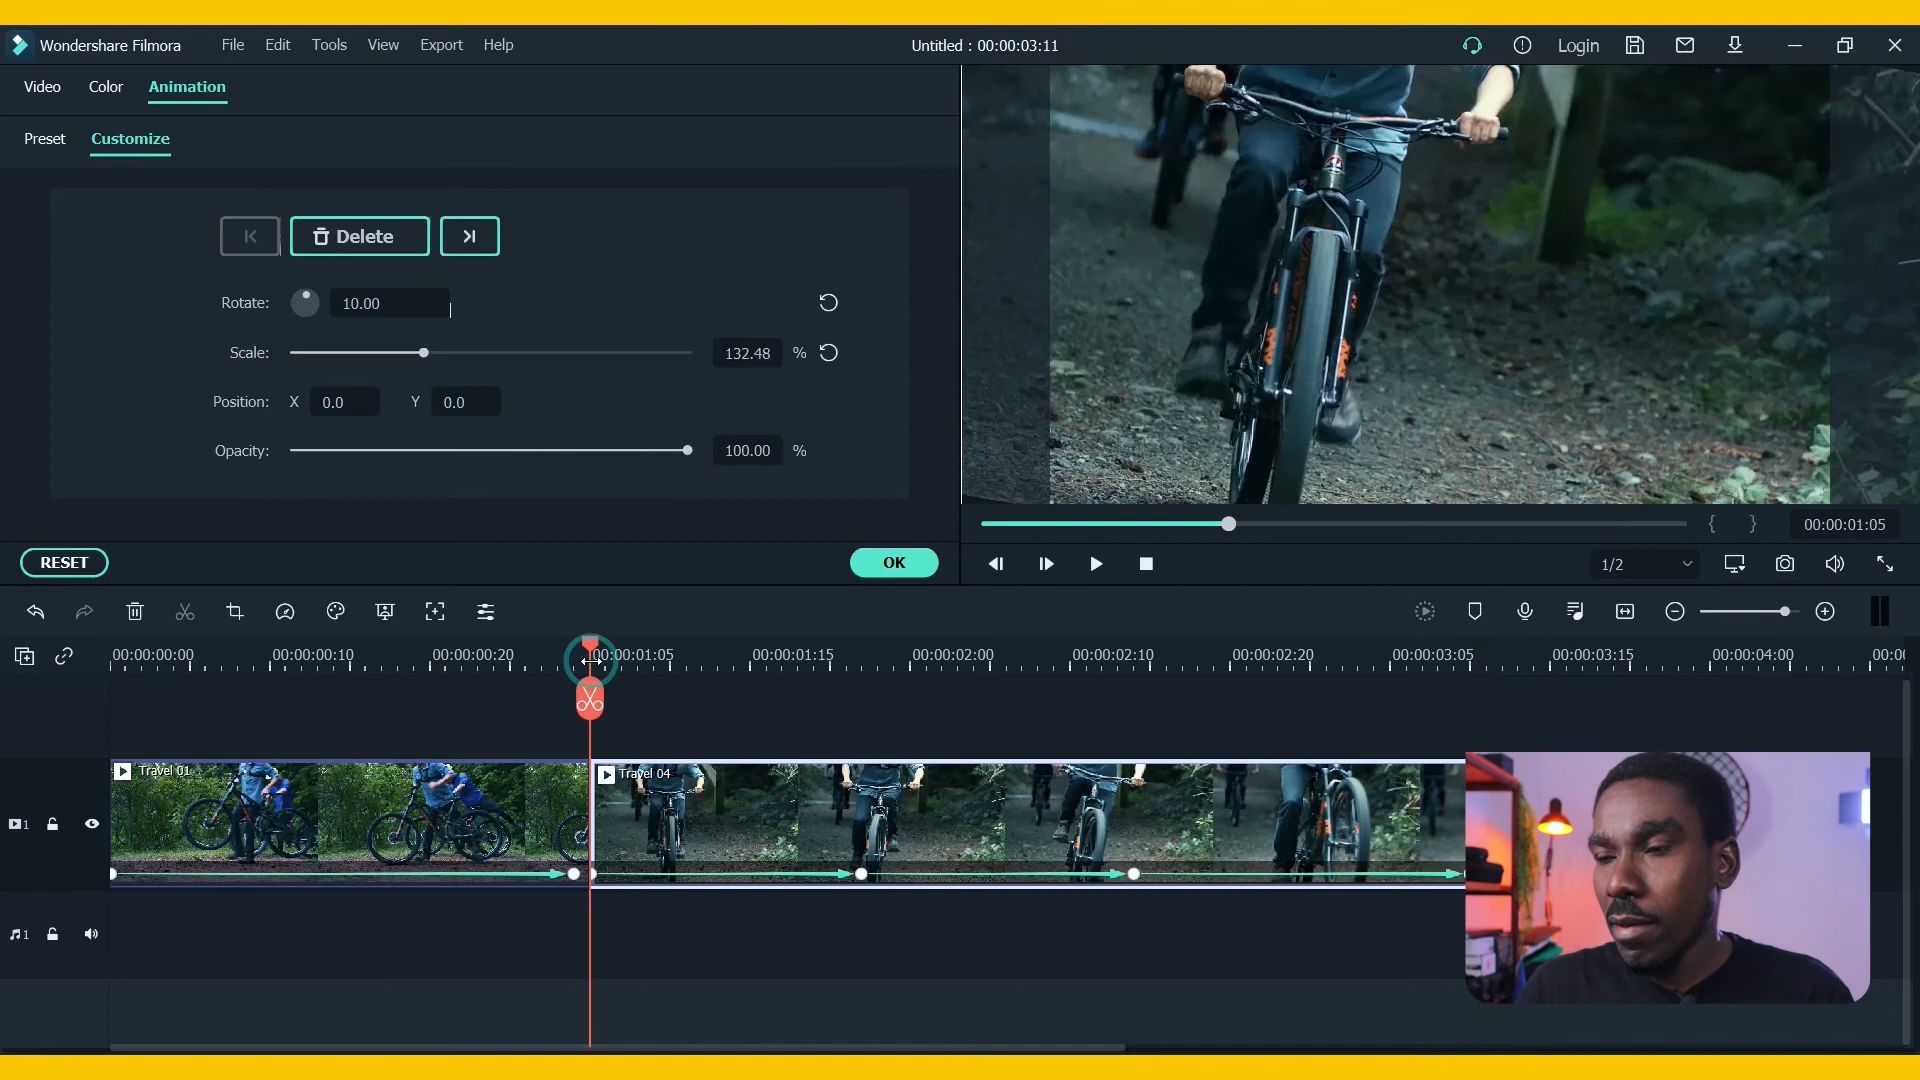 Wondershare Filmora File Edit Tools View Export Help Untitled : 00:00:03:11 Login
Video Color Animation
Preset Customize
Delete
Rotate: 10.00
Scale: 132.48 %
Position: X 0.0 Y 0.0
Opacity: 100.00 %
{ } 00:00:01:05
RESET OK 1/2
00:00:00:00 00:00:00:10 00:00:00:20 00:00:01:05 00:00:01:15 00:00:02:00 00:00:02:10 00:00:02:20 00:00:03:05 00:00:03:15 00:00:04:00
Travel 01 Travel 04
1
1